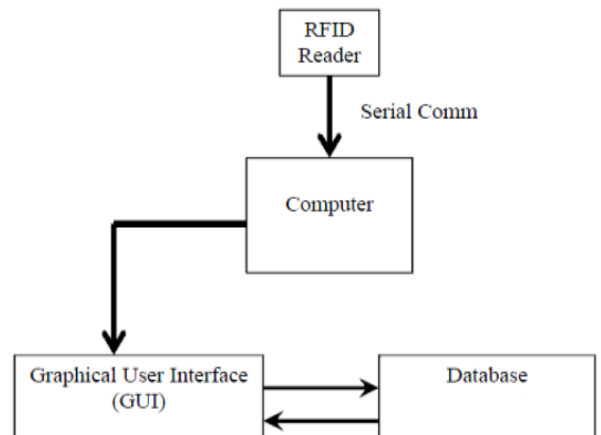 RFID
Reader
Serial Comm
Computer
Graphical User Interface
(GUI)
Database